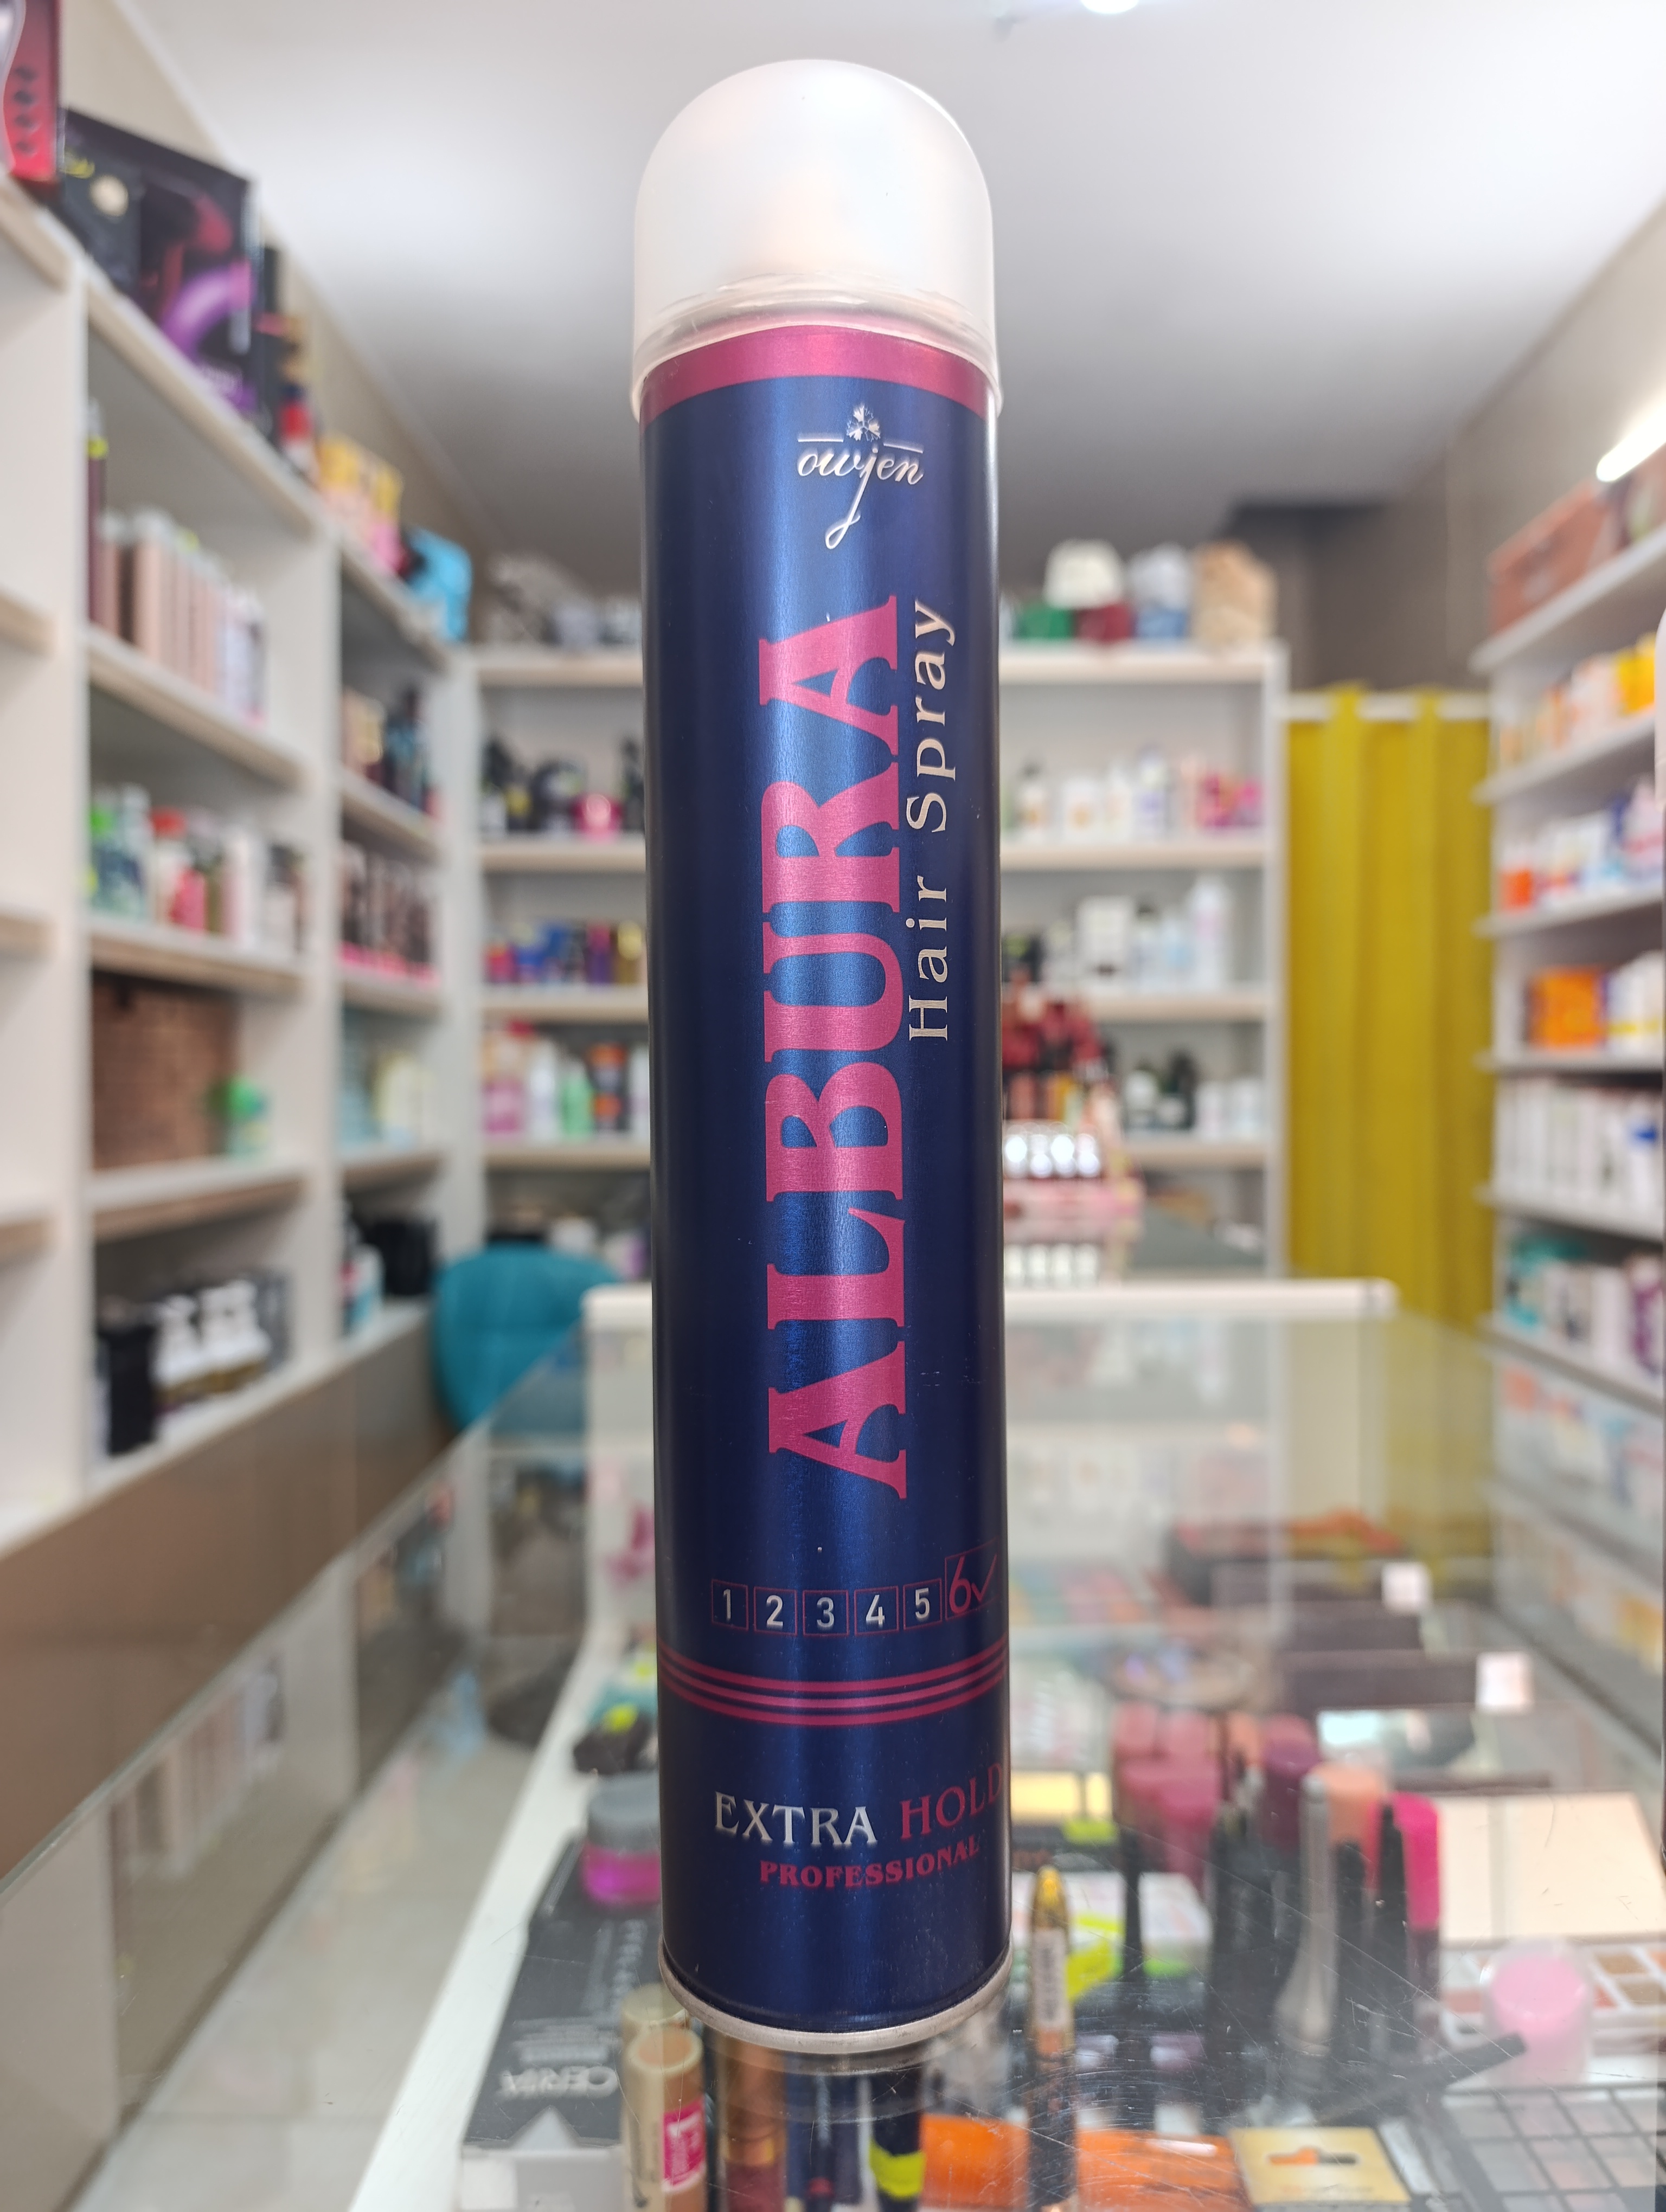 owjen
ALBURA
Hair Spray
1 2 3 4 5 6
EXTRA HOLD
PROFESSIONAL